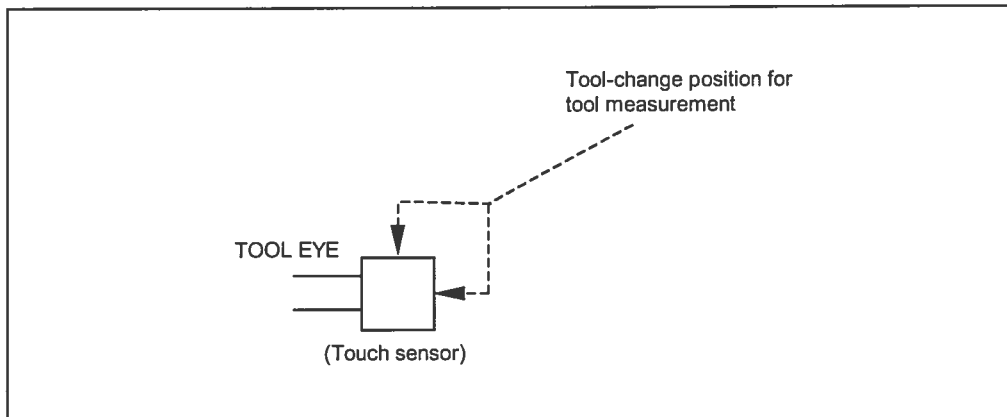 Tool-change position for
tool measurement
TOOL EYE
(Touch sensor)